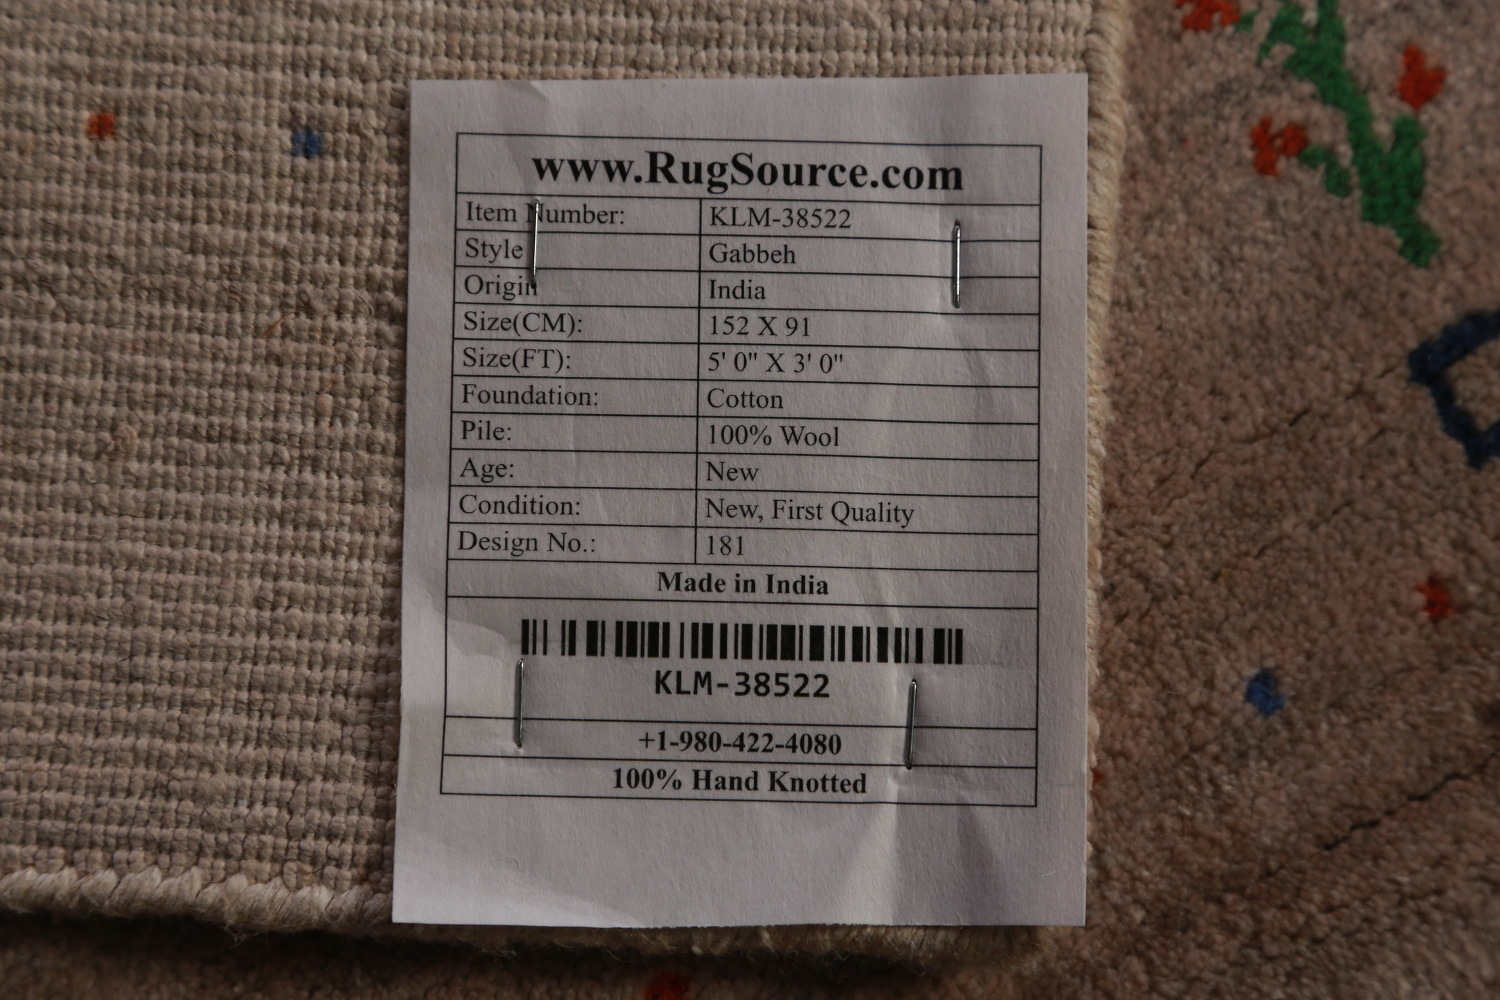 www.RugSource.com
Item Number: KLM-38522
Style Gabbeh
Origin India
Size(CM): 152 X 91
Size(FT): 5' 0" X 3' 0"
Foundation: Cotton
Pile: 100% Wool
Age: New
Condition: New, First Quality
Design No.: 181
Made in India
KLM-38522
+1-980-422-4080
100% Hand Knotted